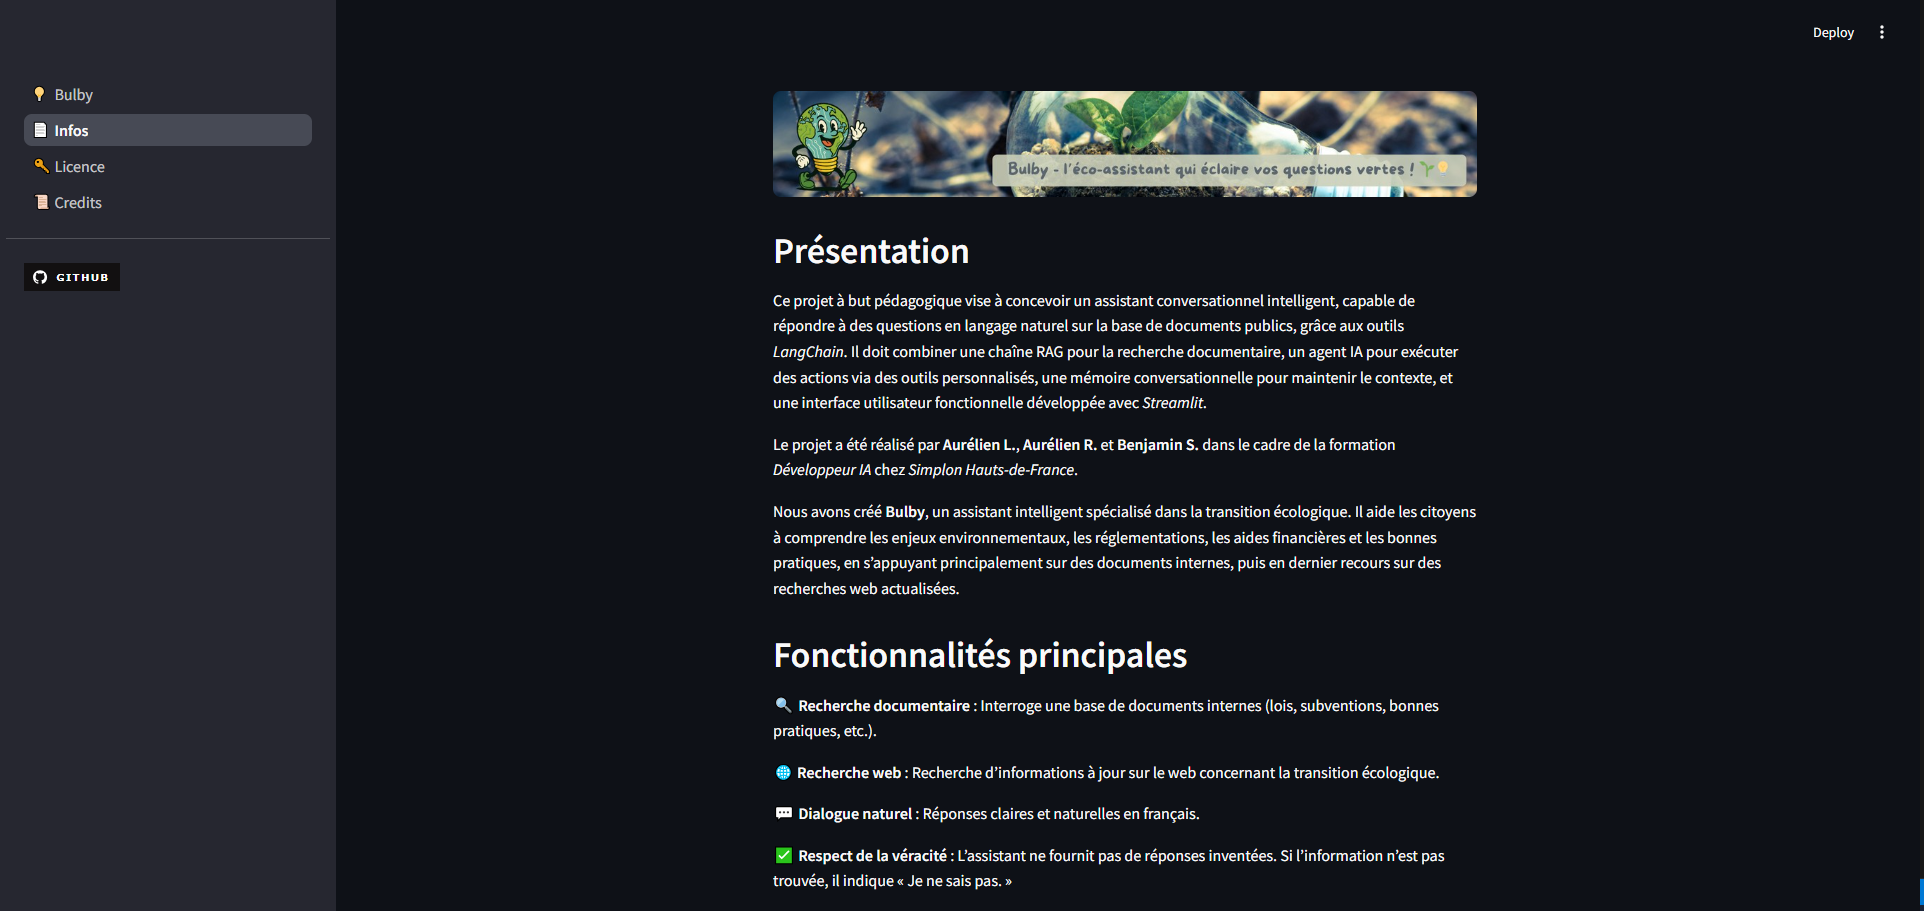 Deploy
Bulby
Infos
Licence
Credits
GITHUB
Bulby - l'éco-assistant qui éclaire vos questions vertes !
Présentation
Ce projet à but pédagogique vise à concevoir un assistant conversationnel intelligent, capable de
répondre à des questions en langage naturel sur la base de documents publics, grâce aux outils
LangChain. Il doit combiner une chaîne RAG pour la recherche documentaire, un agent IA pour exécuter
des actions via des outils personnalisés, une mémoire conversationnelle pour maintenir le contexte, et
une interface utilisateur fonctionnelle développée avec Streamlit.
Le projet a été réalisé par Aurélien L., Aurélien R. et Benjamin S. dans le cadre de la formation
Développeur IA chez Simplon Hauts-de-France.
Nous avons créé Bulby, un assistant intelligent spécialisé dans la transition écologique. Il aide les citoyens
à comprendre les enjeux environnementaux, les réglementations, les aides financières et les bonnes
pratiques, en s’appuyant principalement sur des documents internes, puis en dernier recours sur des
recherches web actualisées.
Fonctionnalités principales
🔍 Recherche documentaire : Interroge une base de documents internes (lois, subventions, bonnes
pratiques, etc.).
🌐 Recherche web : Recherche d’informations à jour sur le web concernant la transition écologique.
💬 Dialogue naturel : Réponses claires et naturelles en français.
✅ Respect de la véracité : L’assistant ne fournit pas de réponses inventées. Si l’information n’est pas
trouvée, il indique « Je ne sais pas. »